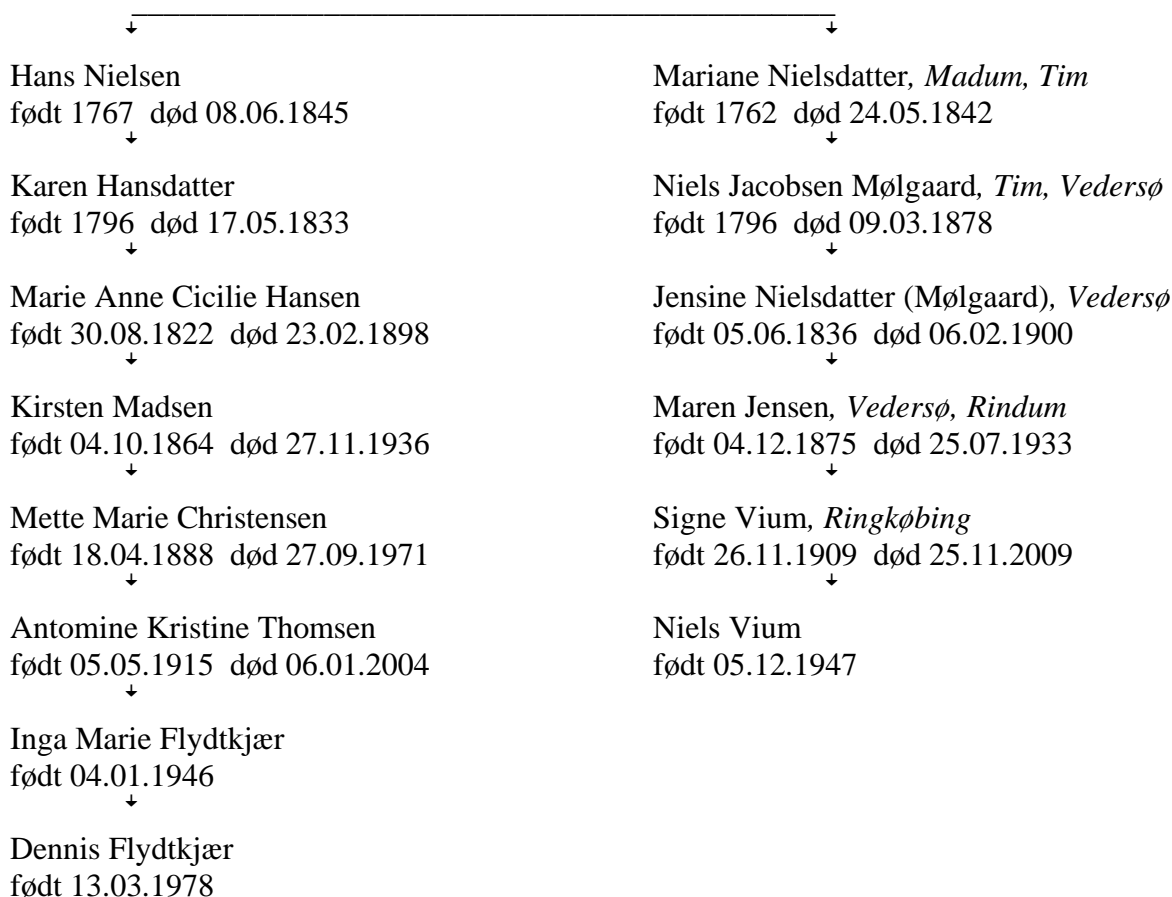 Hans Nielsen
født 1767 død 08.06.1845
Karen Hansdatter
født 1796 død 17.05.1833
Marie Anne Cicilie Hansen
født 30.08.1822 død 23.02.1898
Kirsten Madsen
født 04.10.1864 død 27.11.1936
Mette Marie Christensen
født 18.04.1888 død 27.09.1971
Antomine Kristine Thomsen
født 05.05.1915 død 06.01.2004
Inga Marie Flydtkjær
født 04.01.1946
Dennis Flydtkjær
født 13.03.1978
Mariane Nielsdatter, Madum, Tim
født 1762 død 24.05.1842
Niels Jacobsen Mølgaard, Tim, Vedersø
født 1796 død 09.03.1878
Jensine Nielsdatter (Mølgaard), Vedersø
født 05.06.1836 død 06.02.1900
Maren Jensen, Vedersø, Rindum
født 04.12.1875 død 25.07.1933
Signe Vium, Ringkøbing
født 26.11.1909 død 25.11.2009
Niels Vium
født 05.12.1947